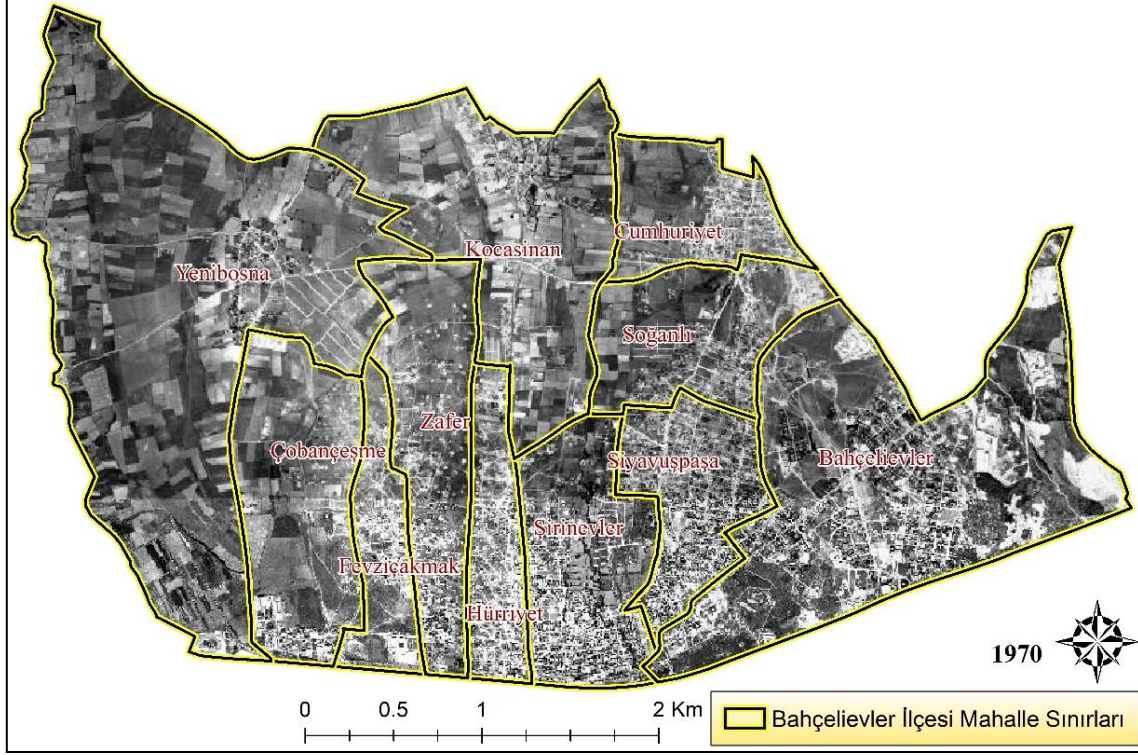 Cumhuriyet
Kocasinan
Yenibosna
Soğanlı
Zafer
Çobançeşme
Siyavuşpaşa
Bahçelievler
Şirinevler
Fevziçakmak
Hürriyet
1970
0 0.5 1 2 Km
Bahçelievler İlçesi Mahalle Sınırları